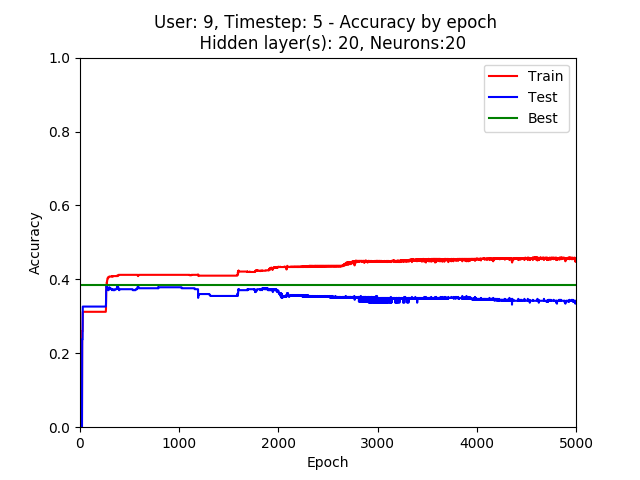 User: 9, Timestep: 5 - Accuracy by epoch
Hidden layer(s): 20, Neurons:20
1.0
Train
Test
Best
0.8
0.6
Accuracy
0.4
0.2
0.0
0 1000 2000 3000 4000 5000
Epoch